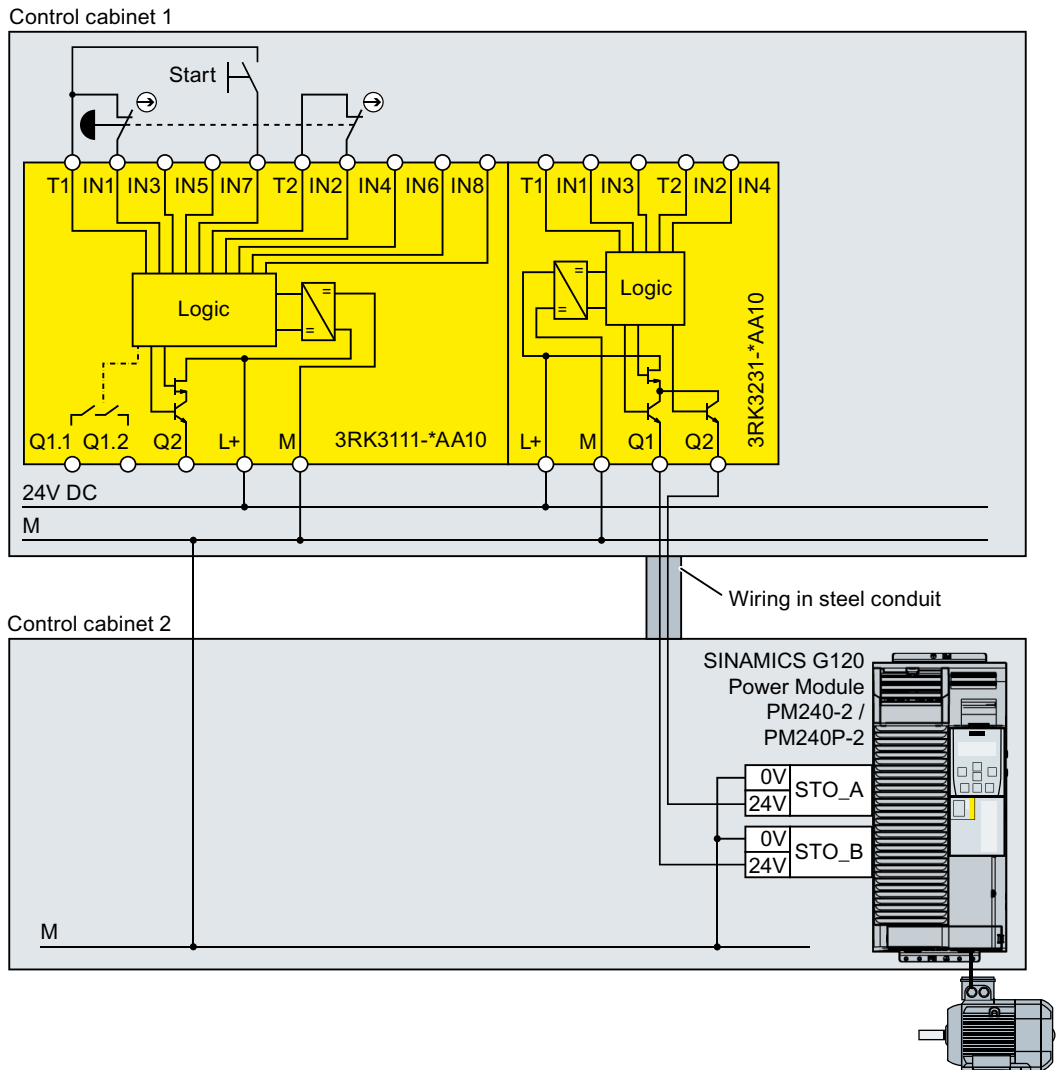 Control cabinet 1
Start
T1 IN1 IN3 IN5 IN7 T2 IN2 IN4 IN6 IN8
T1 IN1 IN3 T2 IN2 IN4
=
=
Logic
=
=
Logic
3RK3231-*AA10
Q1.1 Q1.2 Q2 L+ M 3RK3111-*AA10
L+ M Q1 Q2
24V DC
M
Wiring in steel conduit
Control cabinet 2
SINAMICS G120
Power Module
PM240-2 /
PM240P-2
0V
24V
STO_A
0V
24V
STO_B
M